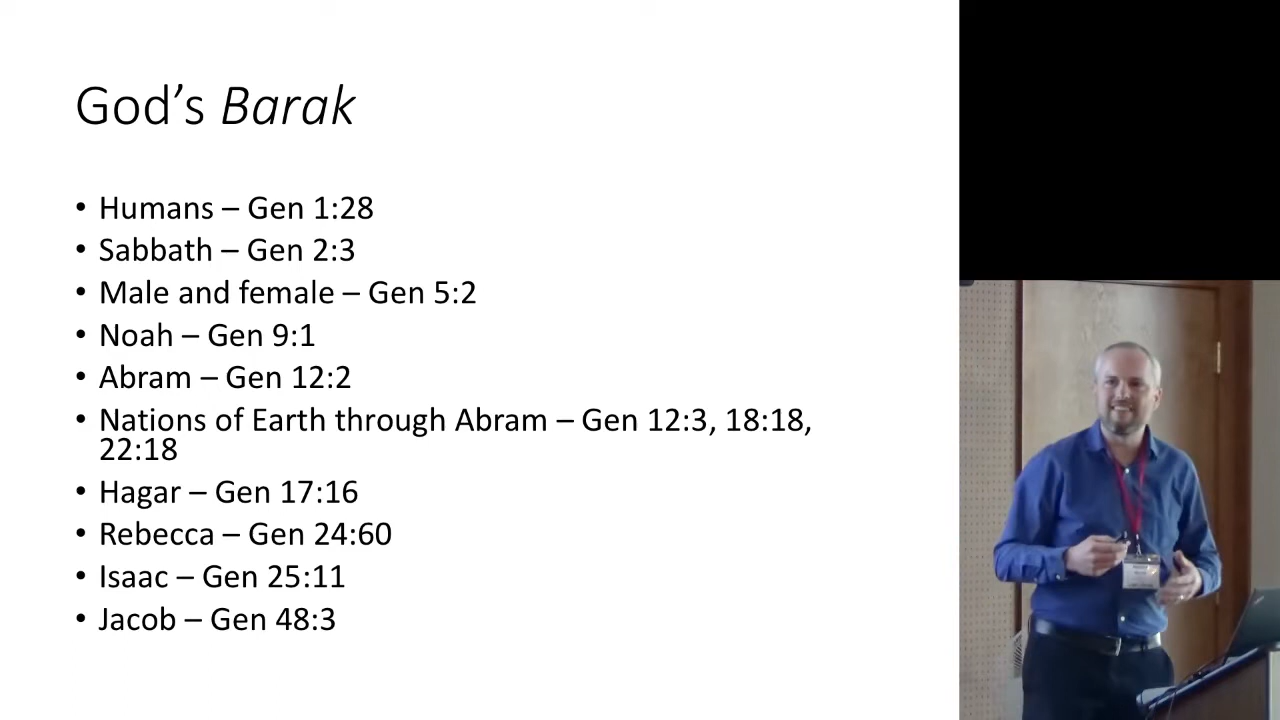 God's Barak
• Humans – Gen 1:28
• Sabbath – Gen 2:3
• Male and female – Gen 5:2
• Noah – Gen 9:1
• Abram – Gen 12:2
• Nations of Earth through Abram – Gen 12:3, 18:18,
22:18
• Hagar – Gen 17:16
• Rebecca – Gen 24:60
• Isaac – Gen 25:11
• Jacob – Gen 48:3